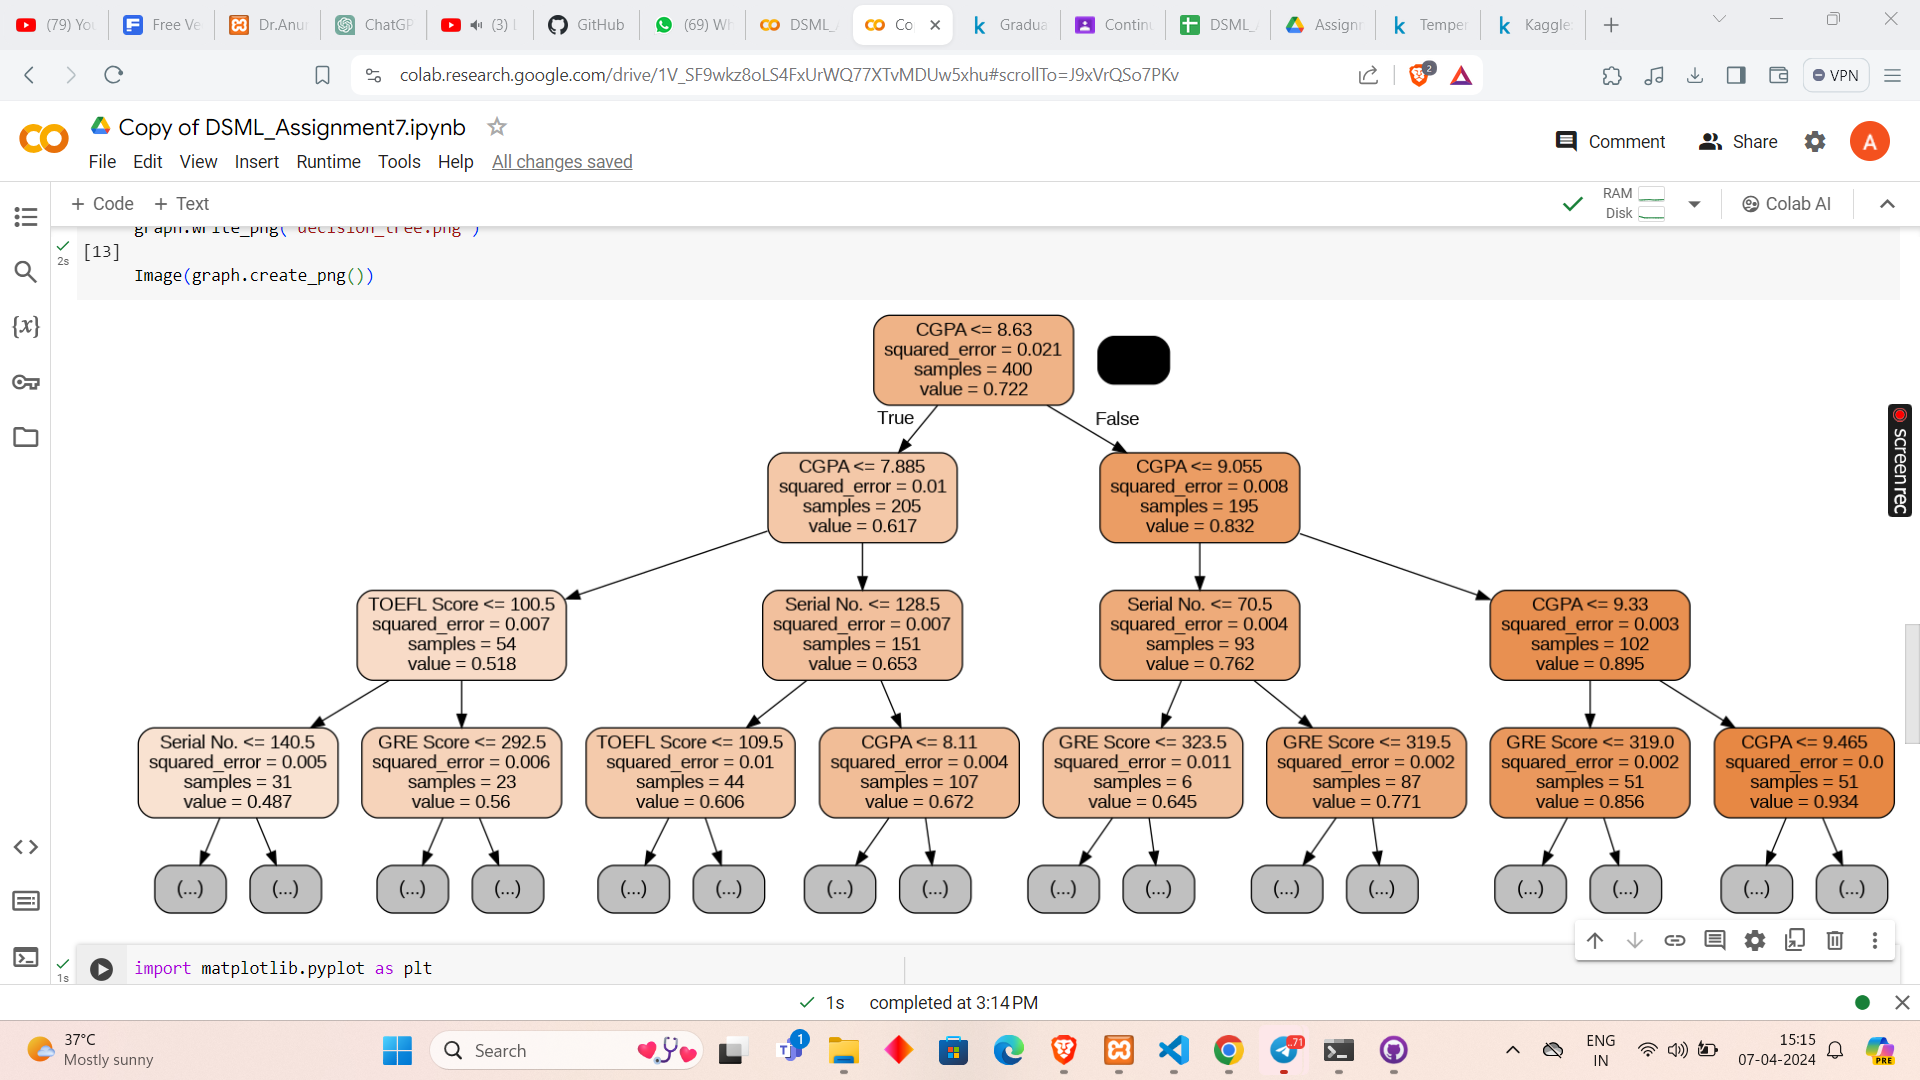 (79) Yo
Free Ve
Dr.Anu
ChatGP
(3) L
GitHub
(69) Wh
DSML_A
Co
Gradua
Continu
DSML_
Assignm
Temper
Kaggle:
colab.research.google.com/drive/1V_SF9wkz8oLS4FxUrWQ77XTvMDUw5xhu#scrollTo=J9xVrQSo7PKv
2
VPN
Copy of DSML_Assignment7.ipynb
File Edit View Insert Runtime Tools Help All changes saved
Comment
Share
A
+ Code + Text
RAM
Disk
Colab AI
graph.write_png('decision_tree.png')
[13]
2s
Image(graph.create_png())
CGPA <= 8.63
squared_error = 0.021
samples = 400
value = 0.722
True
False
CGPA <= 7.885
squared_error = 0.01
samples = 205
value = 0.617
CGPA <= 9.055
squared_error = 0.008
samples = 195
value = 0.832
TOEFL Score <= 100.5
squared_error = 0.007
samples = 54
value = 0.518
Serial No. <= 128.5
squared_error = 0.007
samples = 151
value = 0.653
Serial No. <= 70.5
squared_error = 0.004
samples = 93
value = 0.762
CGPA <= 9.33
squared_error = 0.003
samples = 102
value = 0.895
Serial No. <= 140.5
squared_error = 0.005
samples = 31
value = 0.487
GRE Score <= 292.5
squared_error = 0.006
samples = 23
value = 0.56
TOEFL Score <= 109.5
squared_error = 0.01
samples = 44
value = 0.606
CGPA <= 8.11
squared_error = 0.004
samples = 107
value = 0.672
GRE Score <= 323.5
squared_error = 0.011
samples = 6
value = 0.645
GRE Score <= 319.5
squared_error = 0.002
samples = 87
value = 0.771
GRE Score <= 319.0
squared_error = 0.002
samples = 51
value = 0.856
CGPA <= 9.465
squared_error = 0.0
samples = 51
value = 0.934
(...) (...) (...) (...) (...) (...) (...) (...) (...) (...) (...) (...) (...) (...) (...) (...)
screen rec
1s
import matplotlib.pyplot as plt
1s completed at 3:14 PM
37°C
Mostly sunny
Search
1
71
ENG
IN
15:15
07-04-2024
PRE